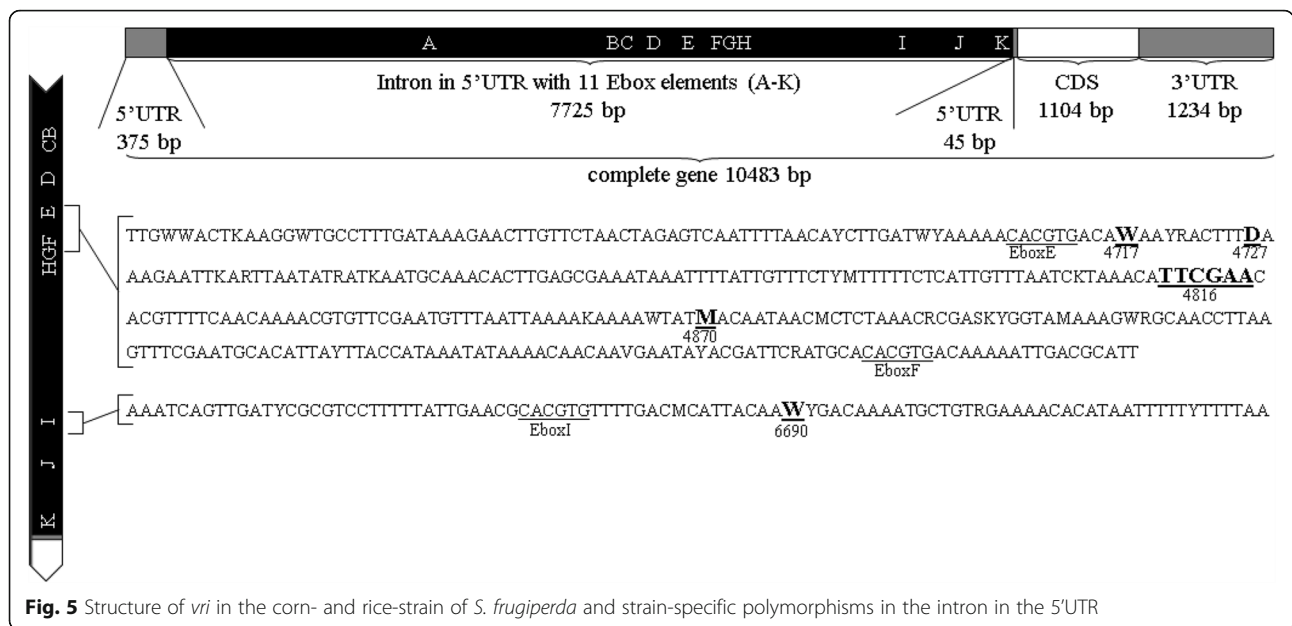 A BC D E FGH I J K
Intron in 5'UTR with 11 Ebox elements (A-K)
7725 bp
CDS
1104 bp
3'UTR
1234 bp
5'UTR
375 bp
5'UTR
45 bp
complete gene 10483 bp
CB
D
E
HGF
I
J
K
TTGWWACTKAAGGWTGCCTTTGATAAAGAACTTGTTCTAACTAGAGTCAATTTTAACAYCTTGATWYAAAAACACGTGACAWAAYRACTTTDA
EboxE 4717 4727
AAGAATTKARTTAATATRATKAATGCAAACACTTGAGCGAAATAAATTTTATTGTTTCTYMTTTTTCTCATTGTTTAATCKTAAACATTCGAAC
4816
ACGTTTTCAACAAAACGTGTTCGAATGTTTAATTAAAAKAAAAWTATMACAATAACMCTCTAAACRCGASKYGGTAMAAAGWRGCAACCTTAA
4870
GTTTCGAATGCACATTAYTTACCATAAATATAAAACAACAAVGAATAYACGATTCRATGCACACGTGACAAAAATTGACGCATT
EboxF
AAATCAGTTGATYCGCGTCCTTTTTATTGAACGCACGTGTTTTGACMCATTACAAWYGACAAAATGCTGTRGAAAACACATAATTTTTYTTTTAA
EboxI 6690
Fig. 5 Structure of vri in the corn- and rice-strain of S. frugiperda and strain-specific polymorphisms in the intron in the 5'UTR